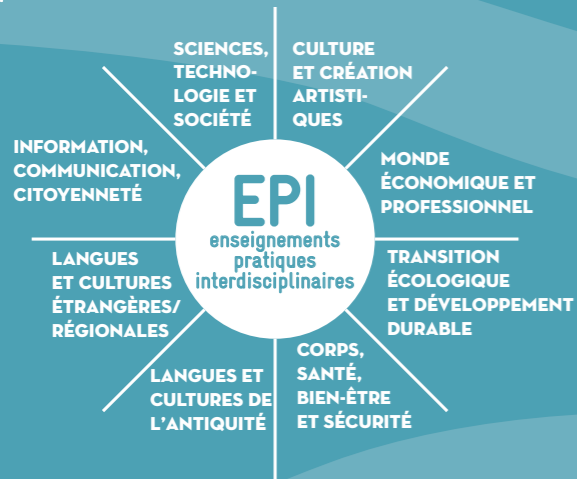 SCIENCES,
TECHNO-
LOGIE ET
SOCIÉTÉ
CULTURE
ET CRÉATION
ARTISTI-
QUES
INFORMATION,
COMMUNICATION,
CITOYENNETÉ
MONDE
ÉCONOMIQUE ET
PROFESSIONNEL
EPI
enseignements
pratiques
interdisciplinaires
LANGUES
ET CULTURES
ÉTRANGÈRES/
RÉGIONALES
TRANSITION
ÉCOLOGIQUE
ET DÉVELOPPEMENT
DURABLE
LANGUES ET
CULTURES DE
L'ANTIQUITÉ
CORPS,
SANTÉ,
BIEN-ÊTRE
ET SÉCURITÉ